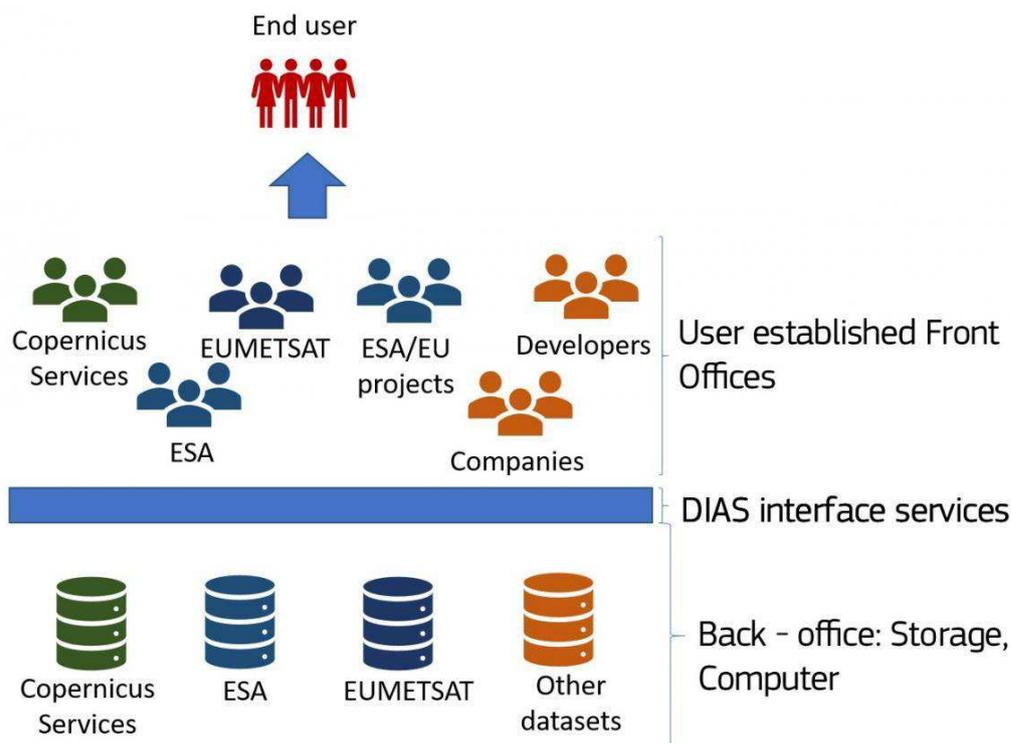 End user
Copernicus
Services
EUMETSAT
ESA/EU
projects
Developers
ESA
Companies
User established Front
Offices
DIAS interface services
Copernicus
Services
ESA
EUMETSAT
Other
datasets
Back - office: Storage,
Computer